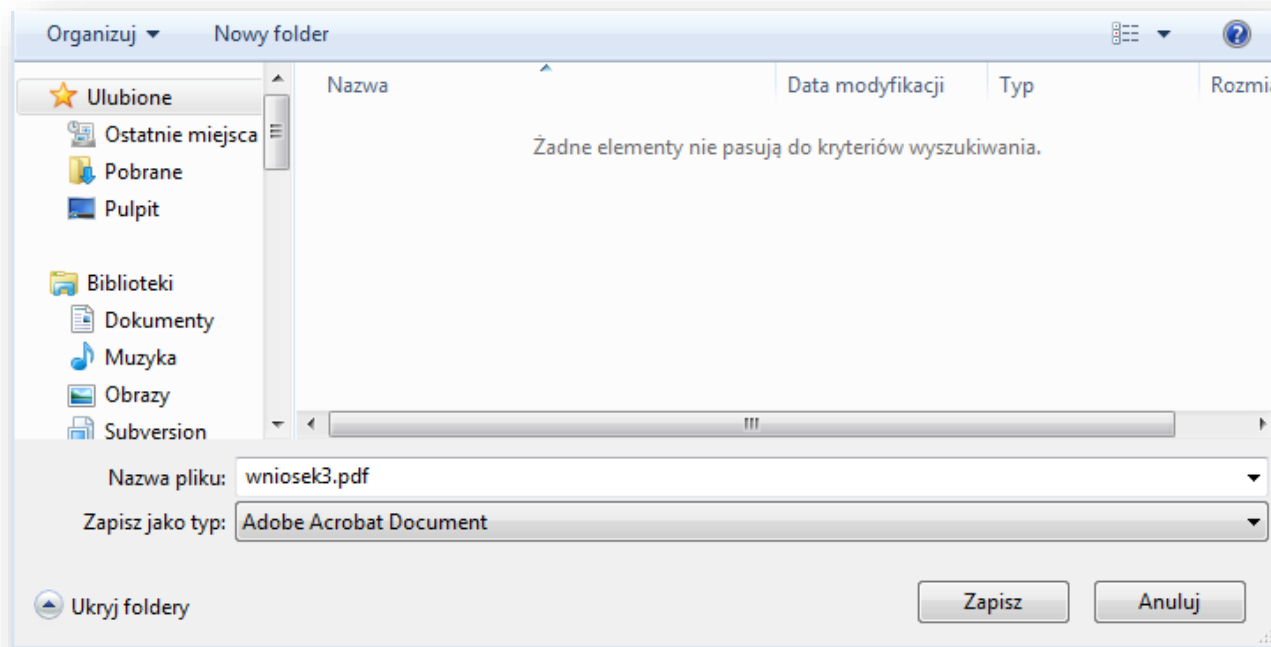 Organizuj Nowy folder
Nazwa Data modyfikacji Typ Rozmia
Żadne elementy nie pasują do kryteriów wyszukiwania.
Ulubione
Ostatnie miejsca
Pobrane
Pulpit
Biblioteki
Dokumenty
Muzyka
Obrazy
Subversion
Nazwa pliku: wniosek3.pdf
Zapisz jako typ: Adobe Acrobat Document
Ukryj foldery Zapisz Anuluj